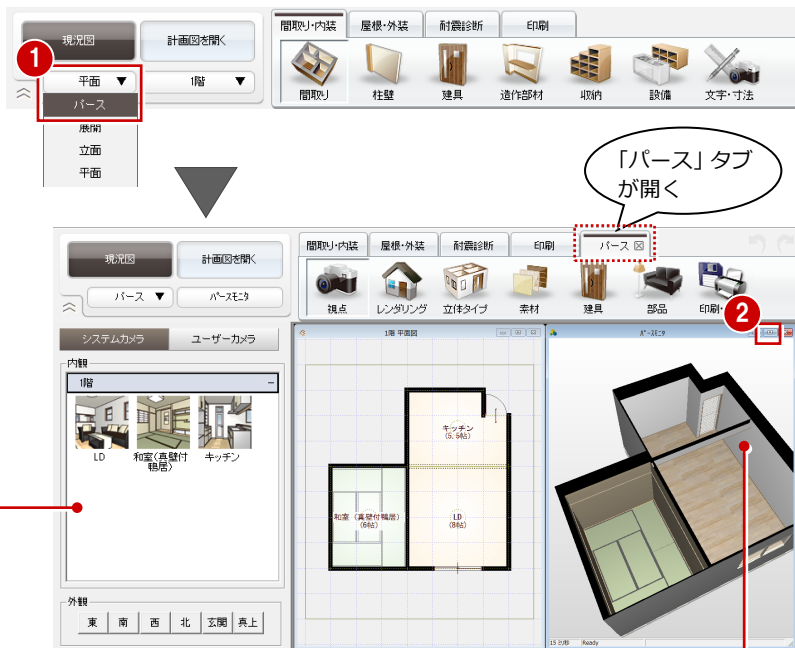 間取り・内装 屋根・外装 耐震診断 印刷
現況図 計画図を開く
1
平面 ▼ 1階 ▼
間取り 柱壁 建具 造作部材 収納 設備 文字・寸法
パース
展開
立面
平面
「パース」タブ
が開く
間取り・内装 屋根・外装 耐震診断 印刷 パース
現況図 計画図を開く
パース ▼ パースモニタ
視点 レンダリング 立体タイプ 素材 建具 部品 印刷・
2
システムカメラ ユーザーカメラ
1階 平面図
パースモニタ
内観
1階
LD 和室(真壁付鴨居) キッチン
キッチン
(5.5帖)
和室(真壁付鴨居)
(6帖)
LD
(8帖)
外観
東 南 西 北 玄関 真上
Ready